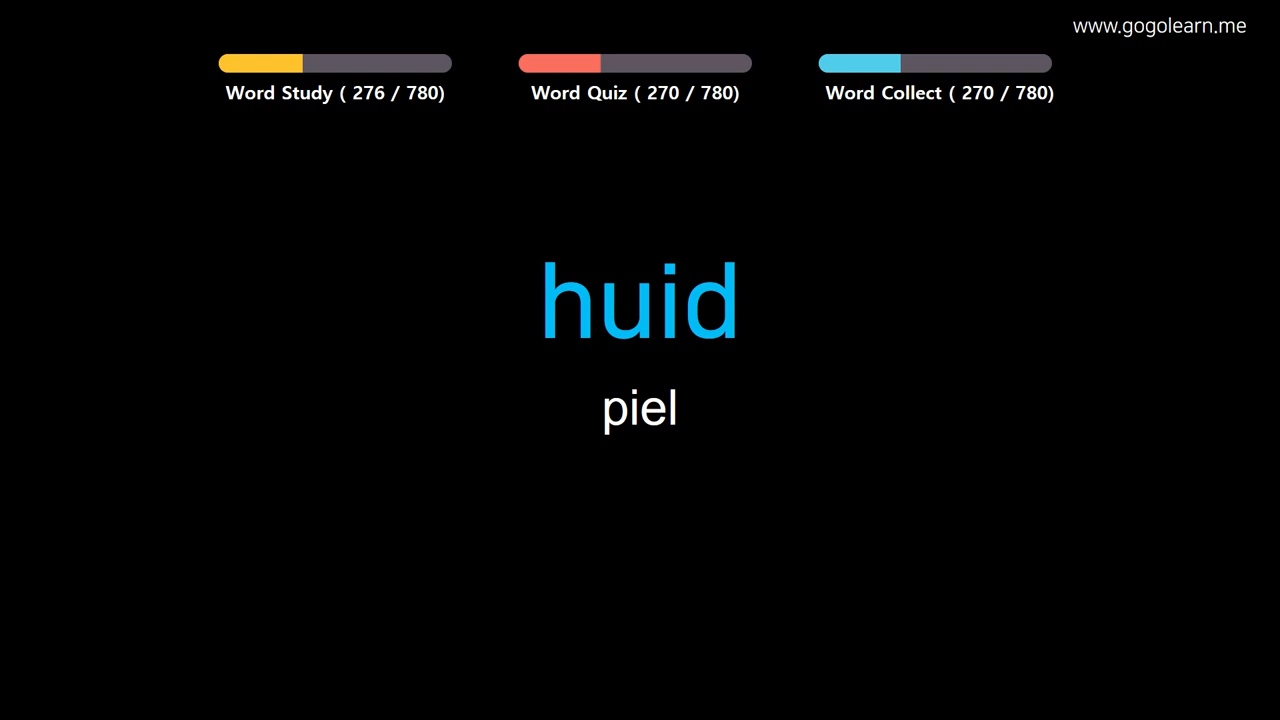 www.gogolearn.me
Word Study ( 276 / 780)
Word Quiz ( 270 / 780)
Word Collect ( 270 / 780)
huid
piel